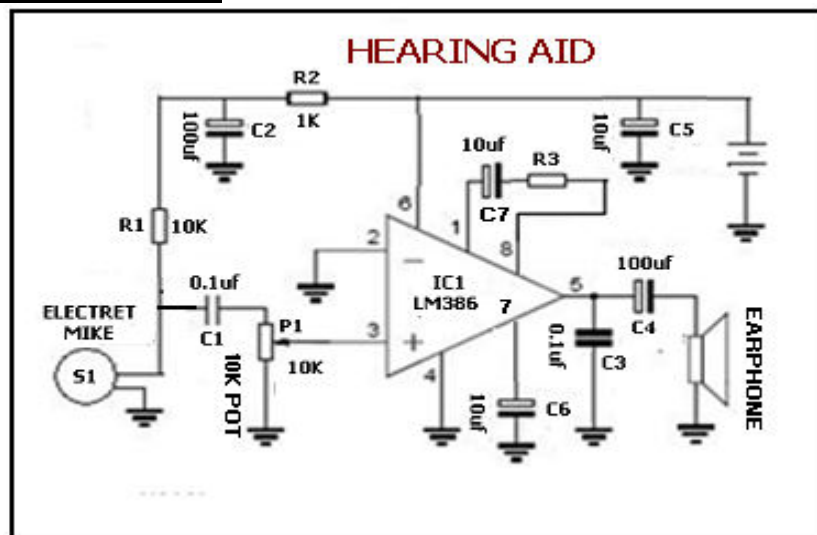 HEARING AID
R2
1K
100uf
C2
10uf
C5
10uf
R3
C7
R1
10K
6
1
8
2
IC1
LM386
5
100uf
0.1uf
C1
ELECTRET
MIKE
S1
P1
10K
10K POT
3
7
4
C4
0.1uf
C3
10uf
C6
EARPHONE